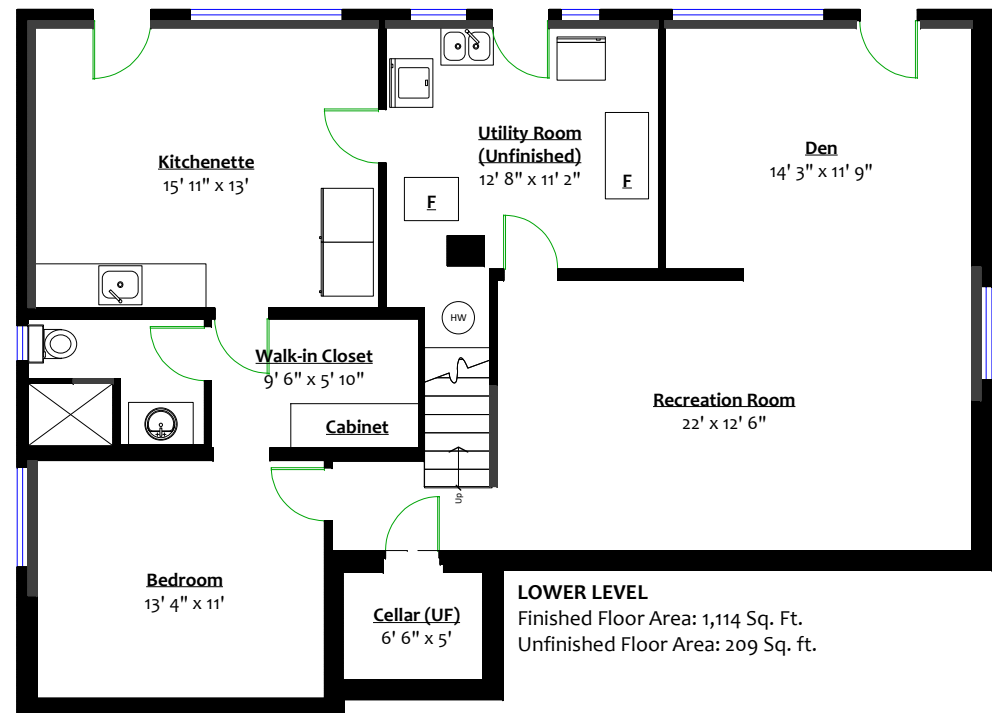 Kitchenette
15' 11" x 13'
Utility Room
(Unfinished)
12' 8" x 11' 2"
F
F
Den
14' 3" x 11' 9"
HW
Walk-in Closet
9' 6" x 5' 10"
Cabinet
Recreation Room
22' x 12' 6"
Up
Bedroom
13' 4" x 11'
Cellar (UF)
6' 6" x 5'
LOWER LEVEL
Finished Floor Area: 1,114 Sq. Ft.
Unfinished Floor Area: 209 Sq. ft.